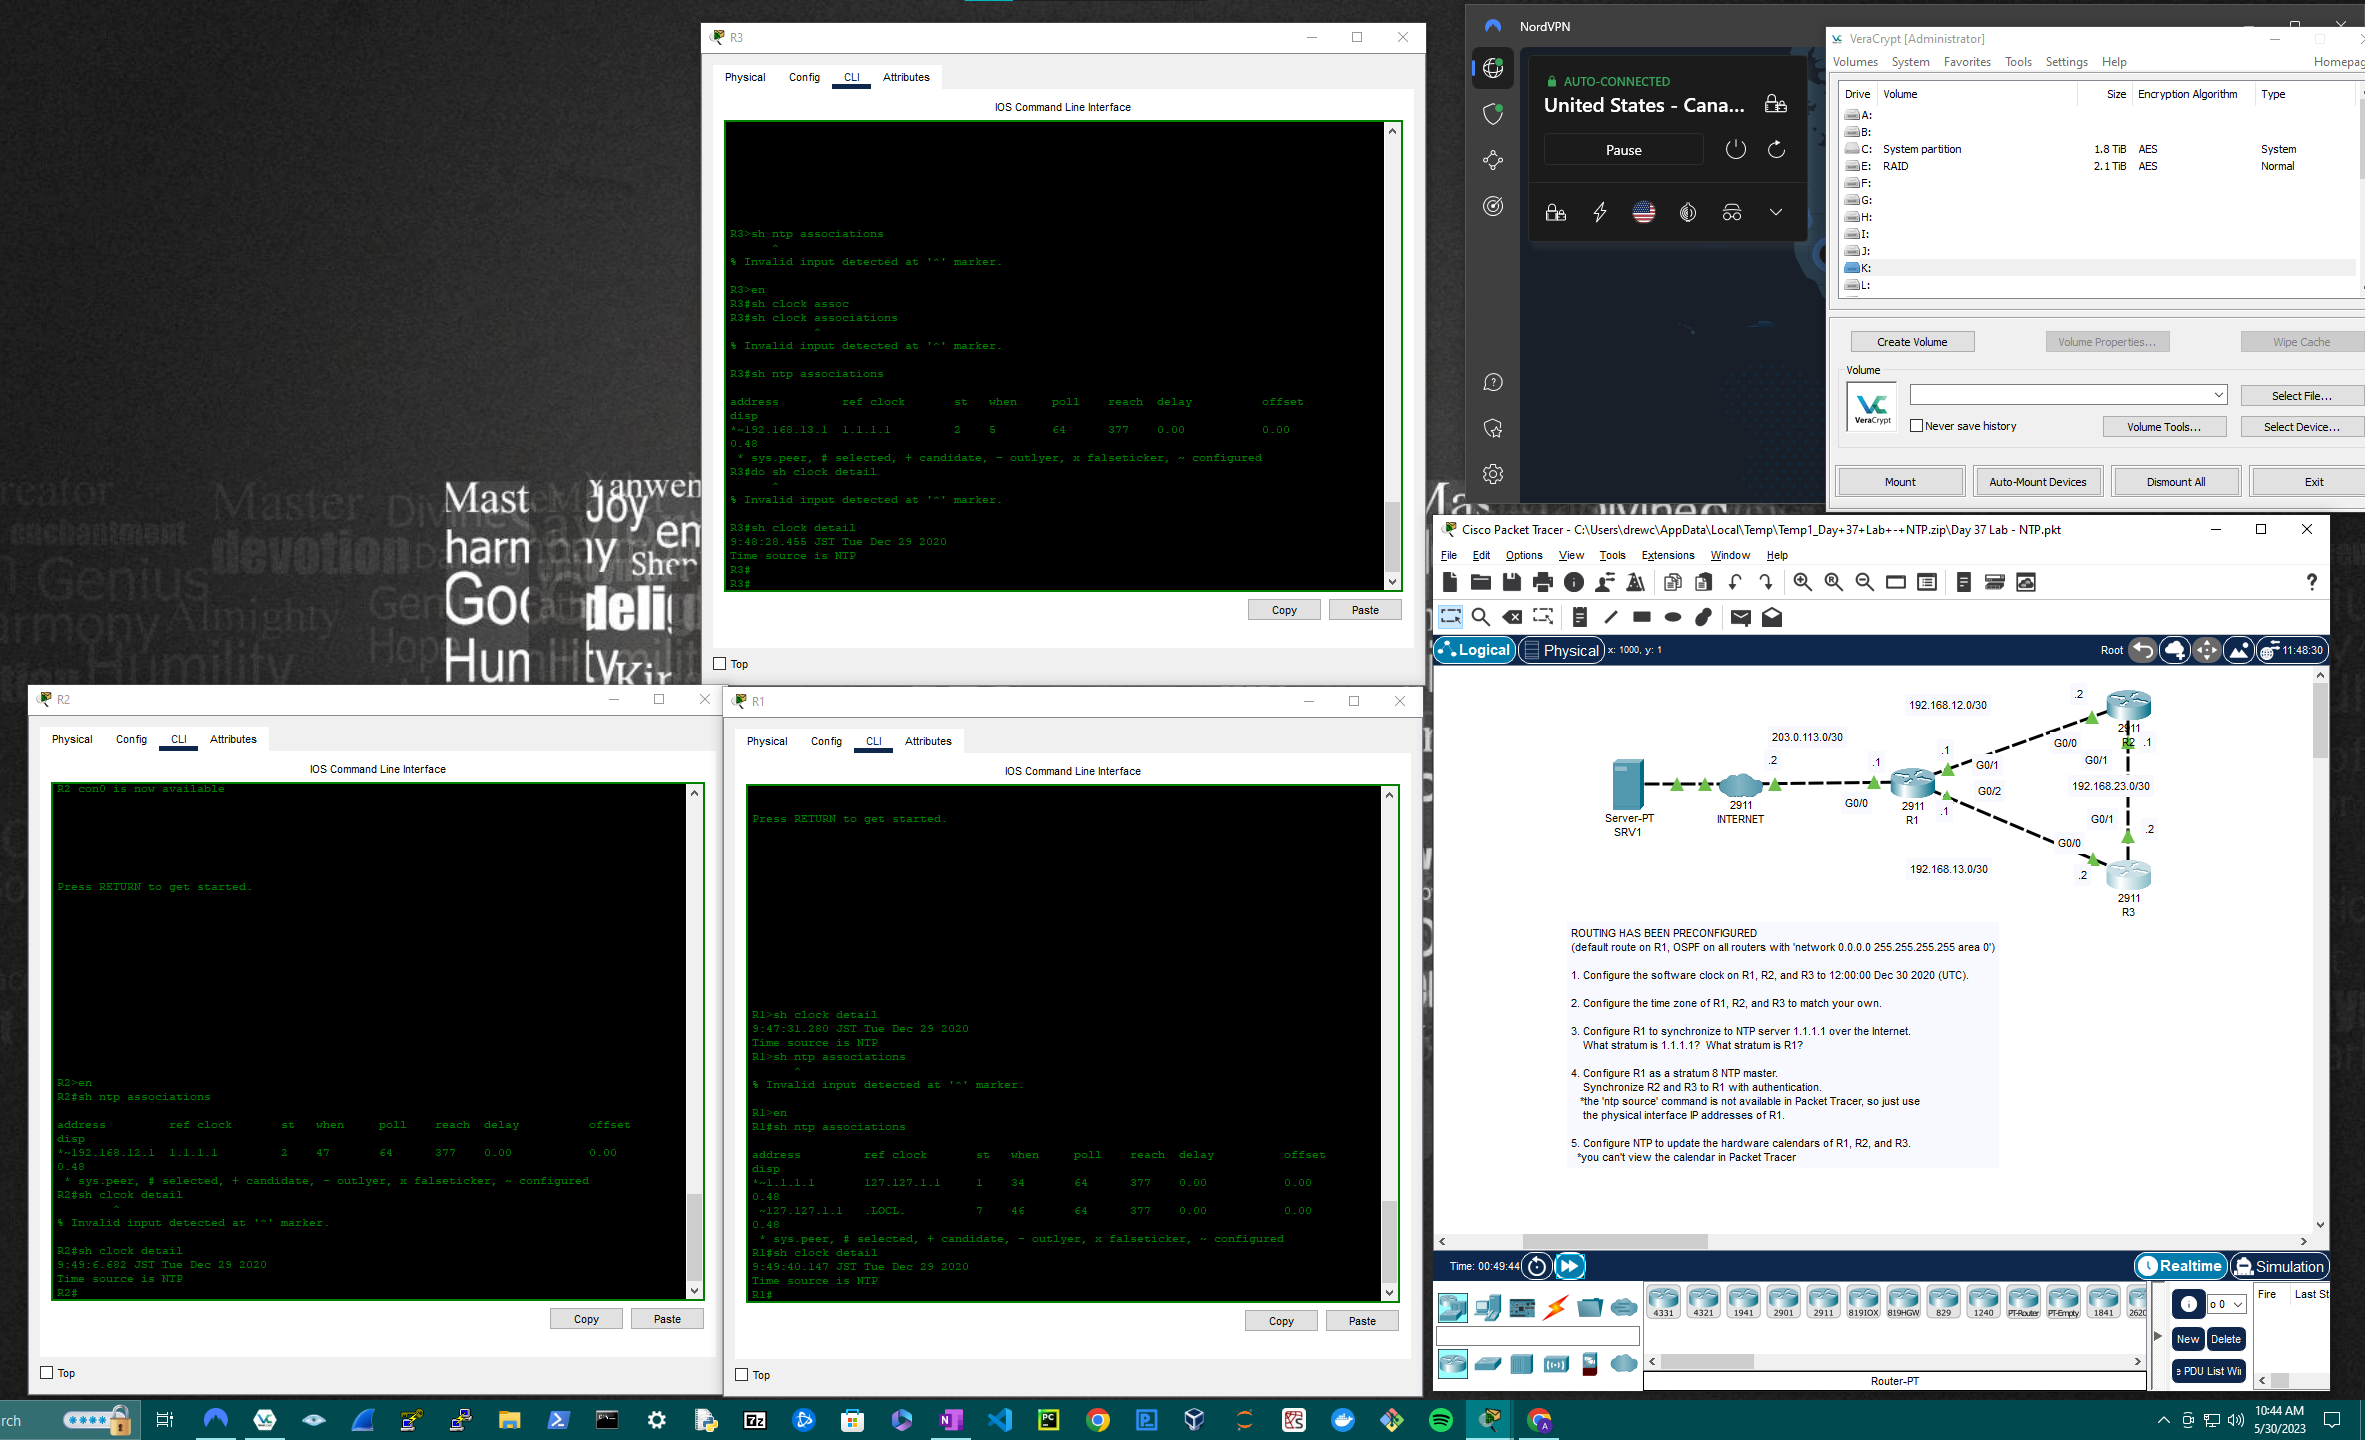 R3
Physical Config CLI Attributes
IOS Command Line Interface
R3>sh ntp associations
^
% Invalid input detected at '^' marker.
R3>en
R3#sh clock assoc
R3#sh clock associations
^
% Invalid input detected at '^' marker.
R3#sh ntp associations
address ref clock st when poll reach delay offset
disp
*~192.168.13.1 1.1.1.1 2 5 64 377 0.00 0.00
0.48
* sys.peer, # selected, + candidate, - outlyer, x falseticker, ~ configured
R3#do sh clock detail
^
% Invalid input detected at '^' marker.
R3#sh clock detail
9:48:28.455 JST Tue Dec 29 2020
Time source is NTP
R3#
R3#
Copy Paste
Top
NordVPN
AUTO-CONNECTED
United States - Cana...
Pause
VeraCrypt [Administrator]
Volumes System Favorites Tools Settings Help Homepag
Drive Volume Size Encryption Algorithm Type
A:
B:
C: System partition 1.8 TiB AES System
E: RAID 2.1 TiB AES Normal
F:
G:
H:
I:
J:
K:
L:
Create Volume Volume Properties... Wipe Cache
Volume
VeraCrypt
Select File...
Never save history Volume Tools... Select Device...
Mount Auto-Mount Devices Dismount All Exit
R2
Physical Config CLI Attributes
IOS Command Line Interface
R2 con0 is now available
Press RETURN to get started.
R2>en
R2#sh ntp associations
address ref clock st when poll reach delay offset
disp
*~192.168.12.1 1.1.1.1 2 47 64 377 0.00 0.00
0.48
* sys.peer, # selected, + candidate, - outlyer, x falseticker, ~ configured
R2#sh clcok detail
^
% Invalid input detected at '^' marker.
R2#sh clock detail
9:49:6.682 JST Tue Dec 29 2020
Time source is NTP
R2#
Copy Paste
Top
R1
Physical Config CLI Attributes
IOS Command Line Interface
Press RETURN to get started.
R1>sh clock detail
9:47:31.280 JST Tue Dec 29 2020
Time source is NTP
R1>sh ntp associations
^
% Invalid input detected at '^' marker.
R1>en
R1#sh ntp associations
address ref clock st when poll reach delay offset
disp
*~1.1.1.1 127.127.1.1 1 34 64 377 0.00 0.00
0.48
~127.127.1.1 .LOCL. 7 46 64 377 0.00 0.00
0.48
* sys.peer, # selected, + candidate, - outlyer, x falseticker, ~ configured
R1#sh clock detail
9:49:40.147 JST Tue Dec 29 2020
Time source is NTP
R1#
Copy Paste
Top
Cisco Packet Tracer - C:\Users\drewc\AppData\Local\Temp\Temp1_Day+37+Lab+-+NTP.zip\Day 37 Lab - NTP.pkt
File Edit Options View Tools Extensions Window Help
Logical Physical x: 1000, y: 1 Root 11:48:30
.2
192.168.12.0/30
2911
R2 .1
203.0.113.0/30
G0/0
.2 .1 .1
G0/1 G0/1
192.168.23.0/30
G0/2
Server-PT
SRV1
2911
INTERNET
G0/0
2911
R1
.1
G0/1
.2
G0/0
192.168.13.0/30
.2
2911
R3
ROUTING HAS BEEN PRECONFIGURED
(default route on R1, OSPF on all routers with 'network 0.0.0.0 255.255.255.255 area 0')
1. Configure the software clock on R1, R2, and R3 to 12:00:00 Dec 30 2020 (UTC).
2. Configure the time zone of R1, R2, and R3 to match your own.
3. Configure R1 to synchronize to NTP server 1.1.1.1 over the Internet.
What stratum is 1.1.1.1? What stratum is R1?
4. Configure R1 as a stratum 8 NTP master.
Synchronize R2 and R3 to R1 with authentication.
*the 'ntp source' command is not available in Packet Tracer, so just use
the physical interface IP addresses of R1.
5. Configure NTP to update the hardware calendars of R1, R2, and R3.
*you can't view the calendar in Packet Tracer
Time: 00:49:44 Realtime Simulation
4331 4321 1941 2901 2911 819IOX 819HGW 829 1240 PT-Router PT-Empty 1841 2620
Router-PT
o 0
New Delete
e PDU List Wi
Fire Last St
rch
10:44 AM
5/30/2023
Master
Joy
harmony
God
Humility
devotion
enchantment
Genius
Almighty